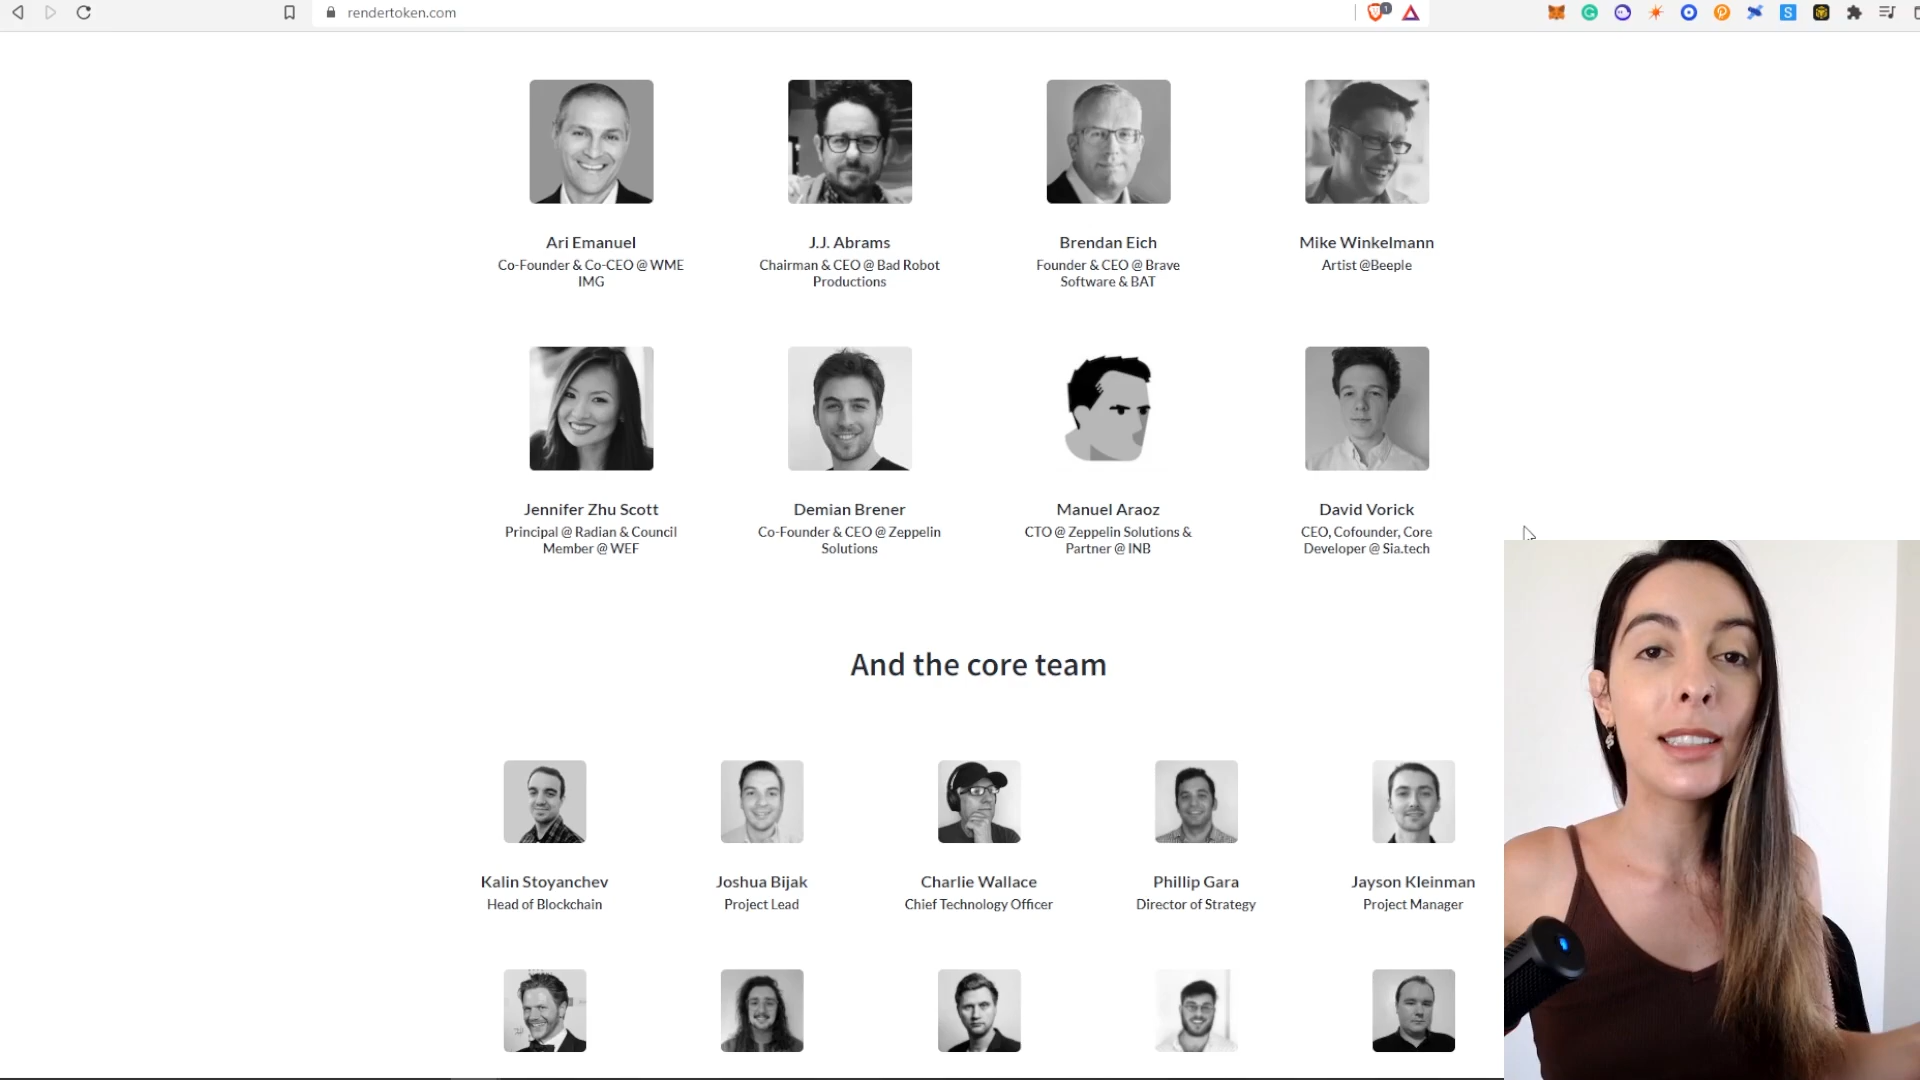 rendertoken.com
1
Ari Emanuel
Co-Founder & Co-CEO @ WME
IMG
J.J. Abrams
Chairman & CEO @ Bad Robot
Productions
Brendan Eich
Founder & CEO @ Brave
Software & BAT
Mike Winkelmann
Artist @Beeple
Jennifer Zhu Scott
Principal @ Radian & Council
Member @ WEF
Demian Brener
Co-Founder & CEO @ Zeppelin
Solutions
Manuel Araoz
CTO @ Zeppelin Solutions &
Partner @ INB
David Vorick
CEO, Cofounder, Core
Developer @ Sia.tech
And the core team
Kalin Stoyanchev
Head of Blockchain
Joshua Bijak
Project Lead
Charlie Wallace
Chief Technology Officer
Phillip Gara
Director of Strategy
Jayson Kleinman
Project Manager